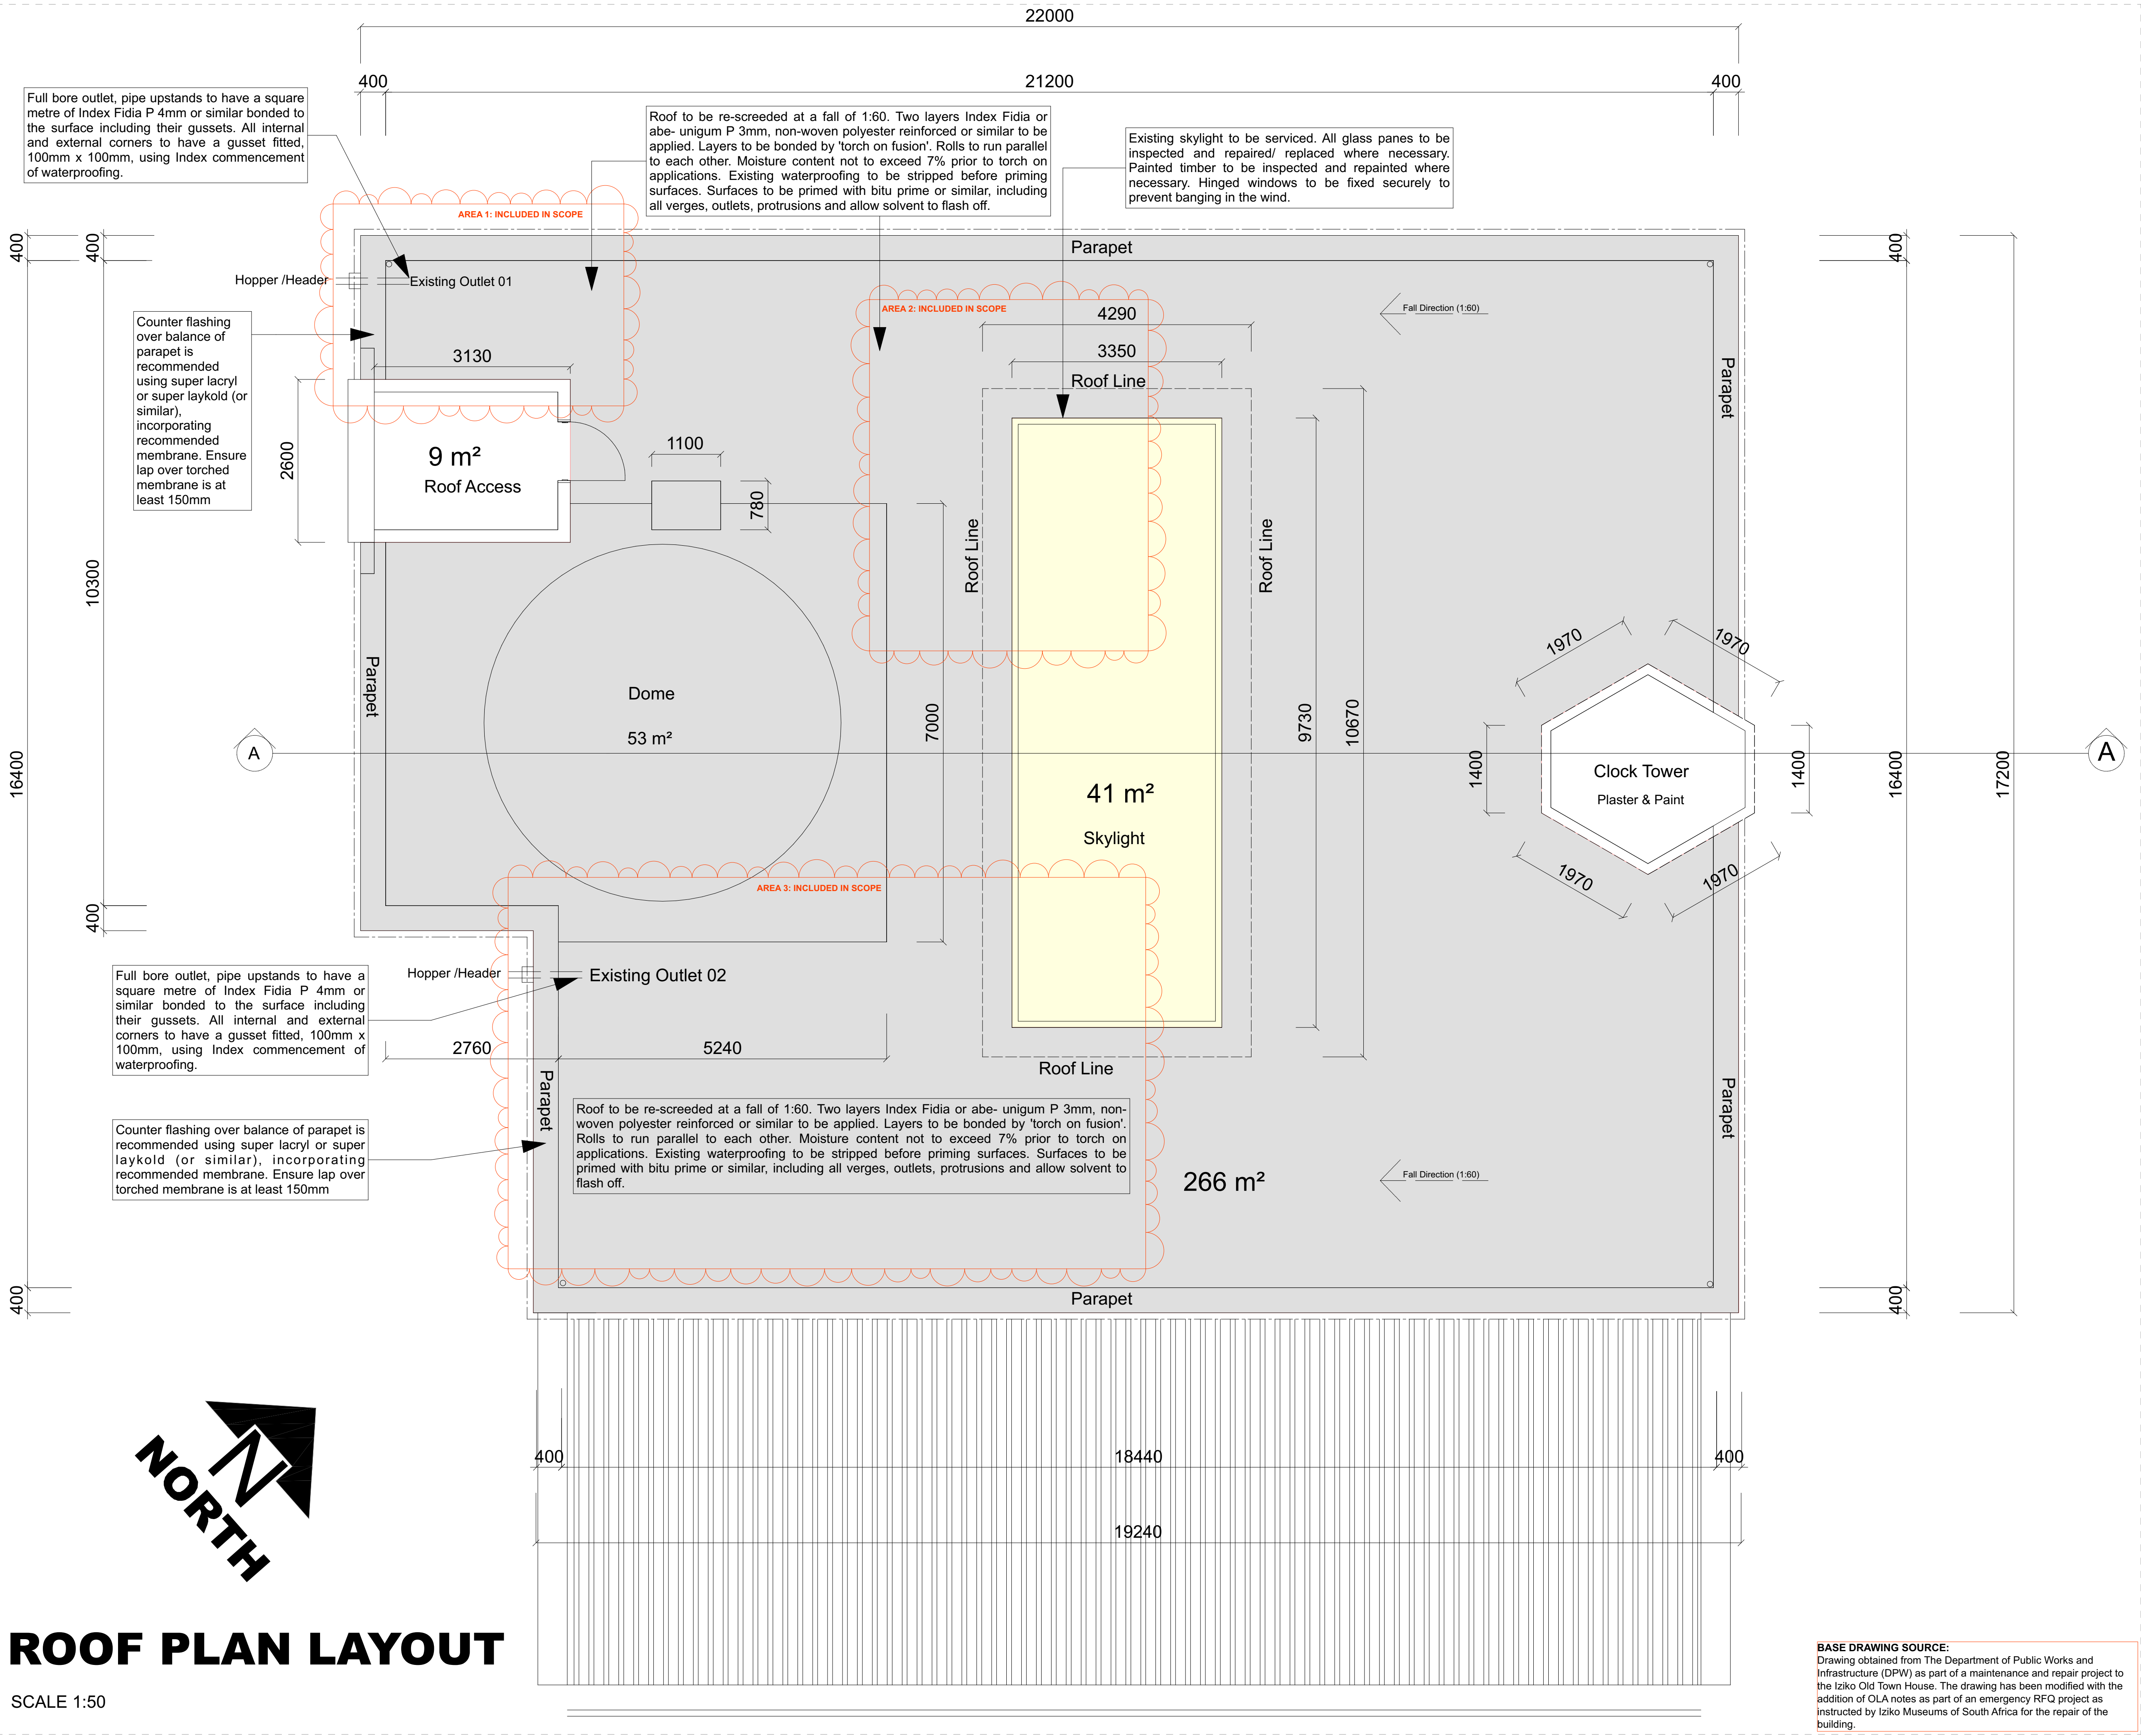 22000
400
21200
400
Full bore outlet, pipe upstands to have a square
metre of Index Fidia P 4mm or similar bonded to
the surface including their gussets. All internal
and external corners to have a gusset fitted,
100mm x 100mm, using Index commencement
of waterproofing.
Roof to be re-screeded at a fall of 1:60. Two layers Index Fidia or
abe- unigum P 3mm, non-woven polyester reinforced or similar to be
applied. Layers to be bonded by 'torch on fusion'. Rolls to run parallel
to each other. Moisture content not to exceed 7% prior to torch on
applications. Existing waterproofing to be stripped before priming
surfaces. Surfaces to be primed with bitu prime or similar, including
all verges, outlets, protrusions and allow solvent to flash off.
Existing skylight to be serviced. All glass panes to be
inspected and repaired/ replaced where necessary.
Painted timber to be inspected and repainted where
necessary. Hinged windows to be fixed securely to
prevent banging in the wind.
AREA 1: INCLUDED IN SCOPE
400
400
Parapet
400
Hopper /Header
Existing Outlet 01
AREA 2: INCLUDED IN SCOPE
Fall Direction (1:60)
4290
Counter flashing
over balance of
parapet is
recommended
using super lacryl
or super laykold (or
similar),
incorporating
recommended
membrane. Ensure
lap over torched
membrane is at
least 150mm
3130
3350
Roof Line
Parapet
2600
9 m²
Roof Access
1100
780
Roof Line
Roof Line
10300
1970
1970
Parapet
Dome
53 m²
7000
9730
10670
A
A
16400
1400
Clock Tower
Plaster & Paint
1400
16400
17200
41 m²
Skylight
1970
1970
AREA 3: INCLUDED IN SCOPE
400
Full bore outlet, pipe upstands to have a
square metre of Index Fidia P 4mm or
similar bonded to the surface including
their gussets. All internal and external
corners to have a gusset fitted, 100mm x
100mm, using Index commencement of
waterproofing.
Hopper /Header
Existing Outlet 02
2760
5240
Roof Line
Parapet
Parapet
Counter flashing over balance of parapet is
recommended using super lacryl or super
laykold (or similar), incorporating
recommended membrane. Ensure lap over
torched membrane is at least 150mm
Roof to be re-screeded at a fall of 1:60. Two layers Index Fidia or abe- unigum P 3mm, non-
woven polyester reinforced or similar to be applied. Layers to be bonded by 'torch on fusion'.
Rolls to run parallel to each other. Moisture content not to exceed 7% prior to torch on
applications. Existing waterproofing to be stripped before priming surfaces. Surfaces to be
primed with bitu prime or similar, including all verges, outlets, protrusions and allow solvent to
flash off.
266 m²
Fall Direction (1:60)
400
Parapet
400
N
NORTH
400
18440
400
19240
ROOF PLAN LAYOUT
SCALE 1:50
BASE DRAWING SOURCE:
Drawing obtained from The Department of Public Works and
Infrastructure (DPW) as part of a maintenance and repair project to
the Iziko Old Town House. The drawing has been modified with the
addition of OLA notes as part of an emergency RFQ project as
instructed by Iziko Museums of South Africa for the repair of the
building.